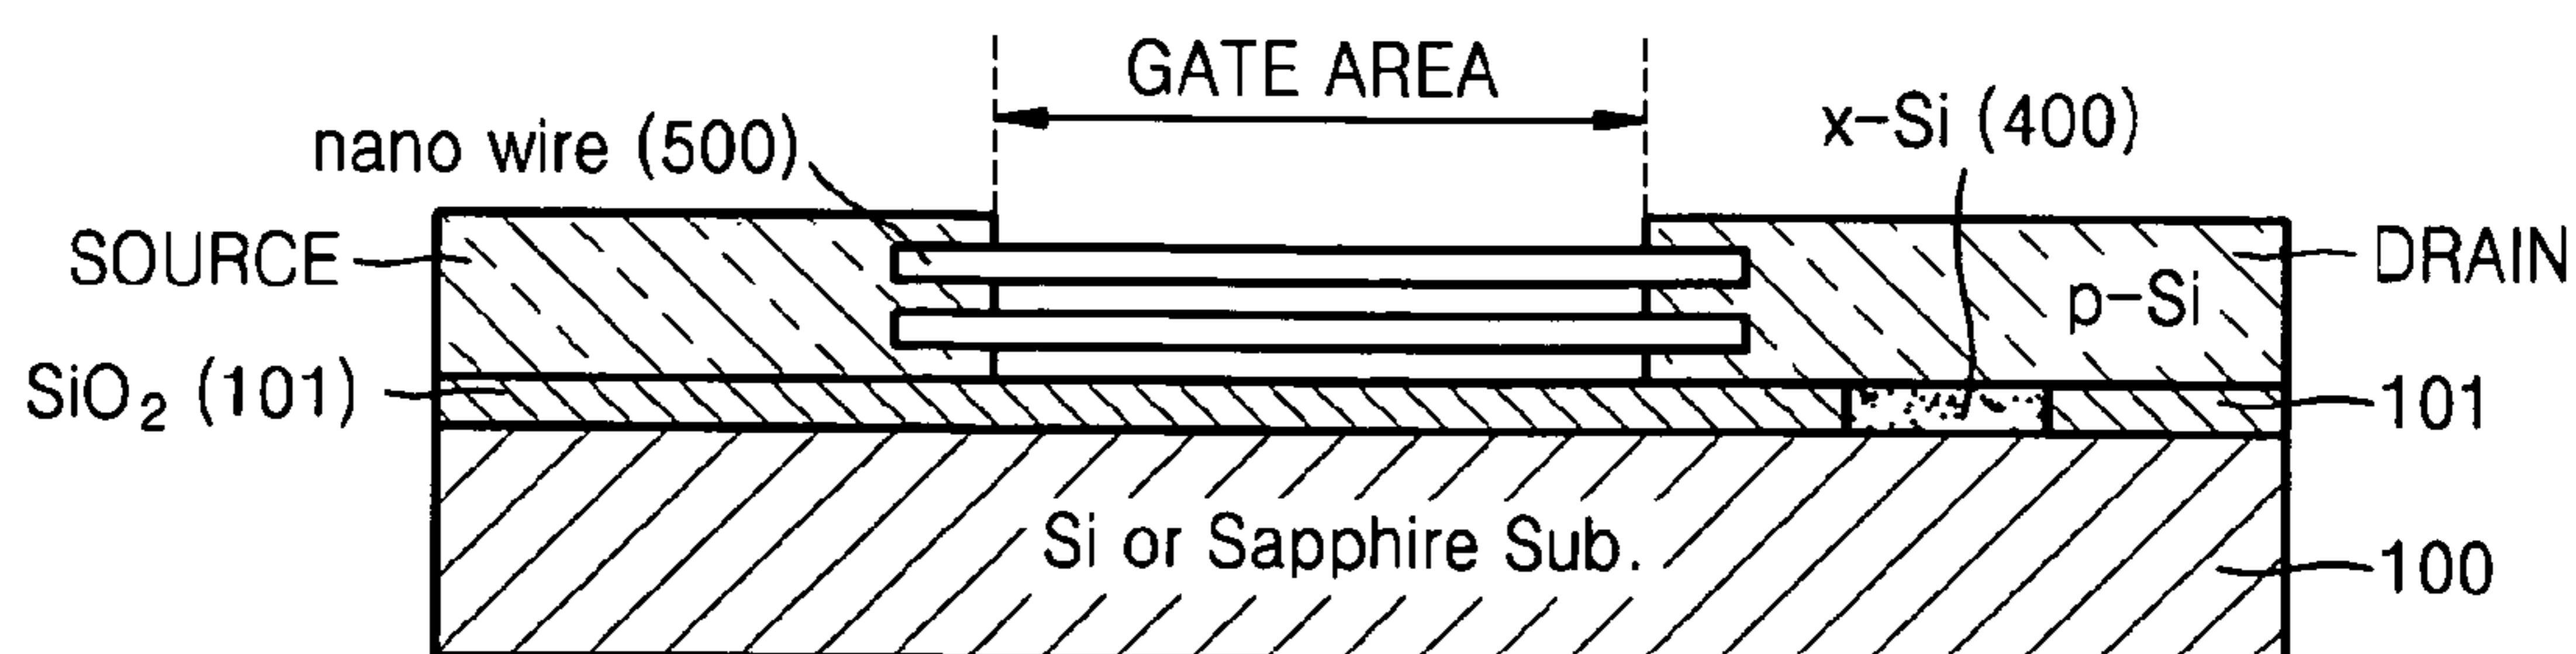 GATE AREA
nano wire (500)
x-Si (400)
SOURCE
DRAIN
p-Si
SiO₂ (101)
101
Si or Sapphire Sub.
100